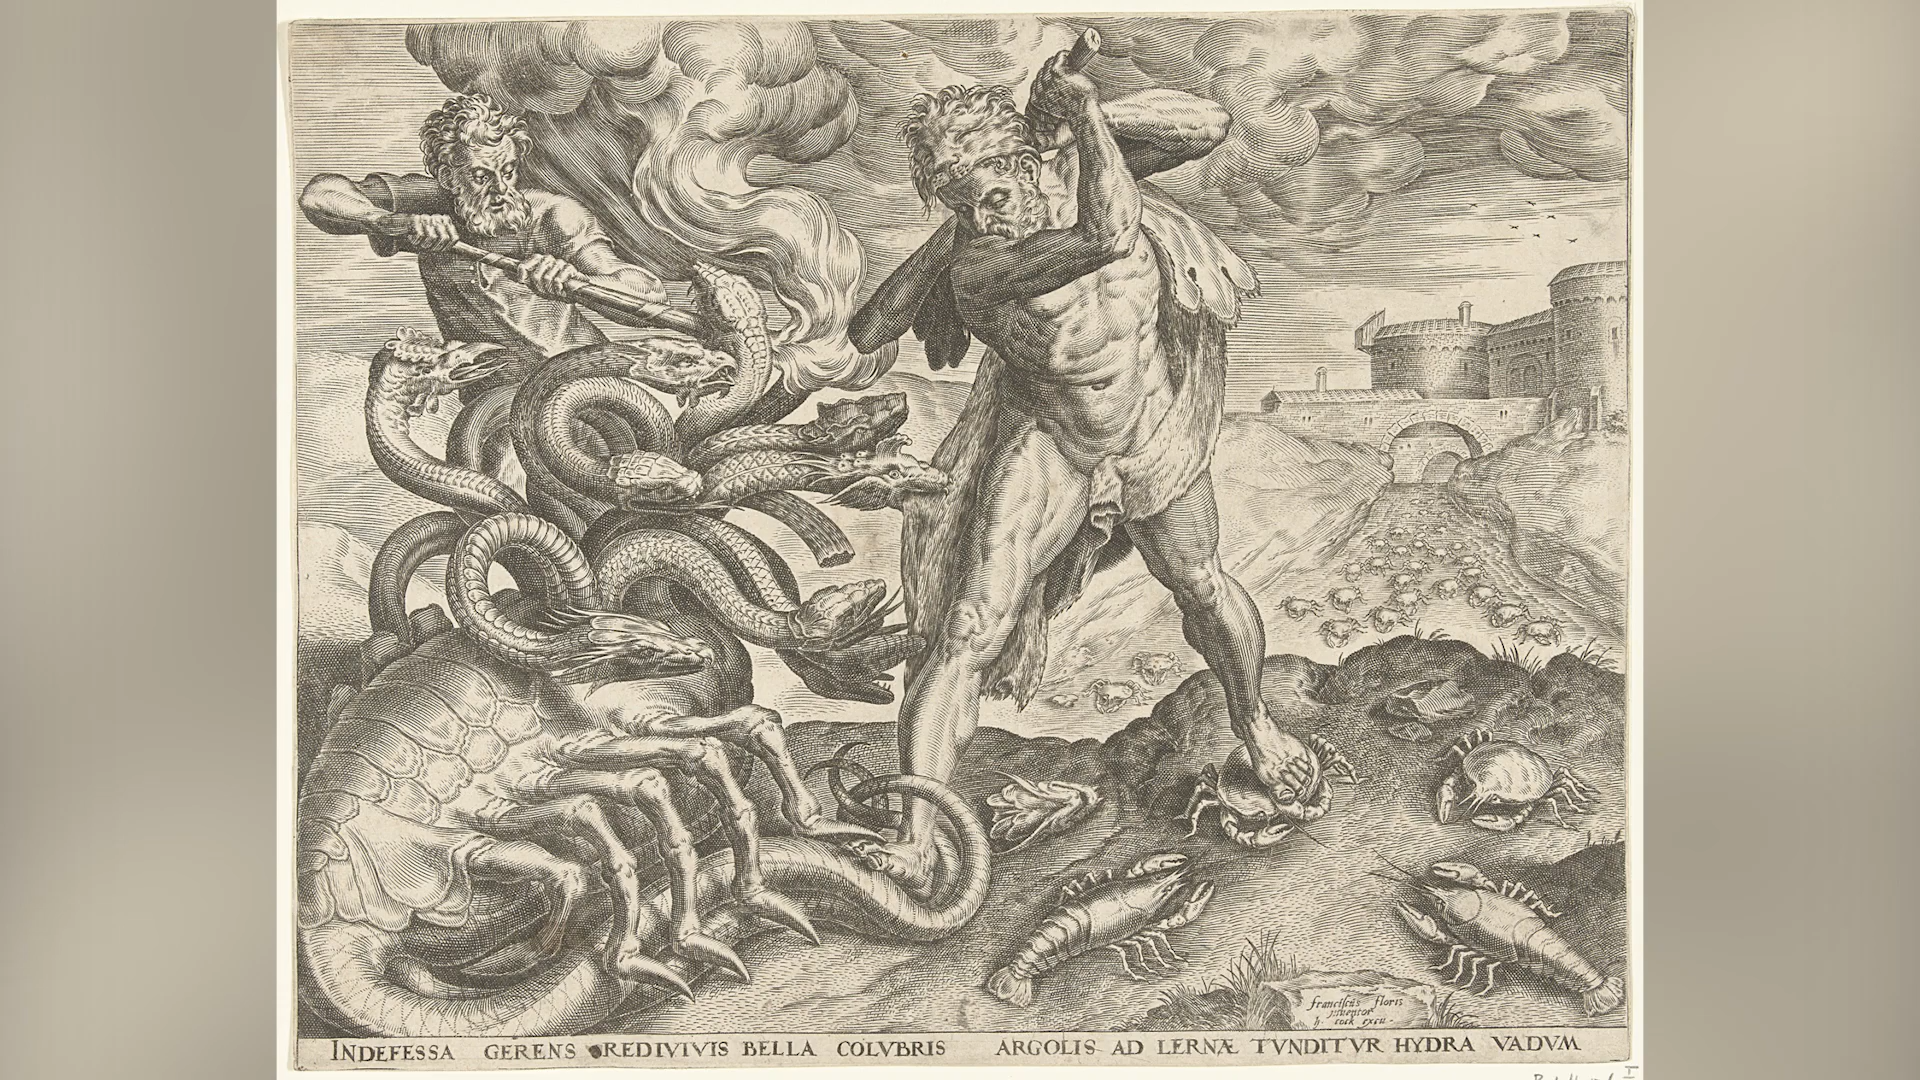 franciscus floris
inventor
h. cock excu.
INDEFESSA GERENS REDIVIVIS BELLA COLVBRIS ARGOLIS AD LERNÆ TVNDITVR HYDRA VADVM